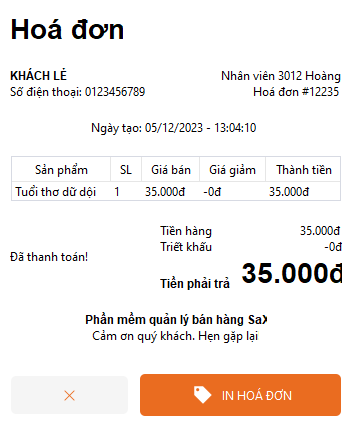 Hoá đơn
KHÁCH LẺ
Nhân viên 3012 Hoàng
Số điện thoại: 0123456789
Hoá đơn #12235
Ngày tạo: 05/12/2023 - 13:04:10
Sản phẩm SL Giá bán Giá giảm Thành tiền
Tuổi thơ dữ dội 1 35.000đ -0đ 35.000đ
Tiền hàng 35.000đ
Triết khấu -0đ
Đã thanh toán!
Tiền phải trả 35.000đ
Phần mềm quản lý bán hàng SaX
Cảm ơn quý khách. Hẹn gặp lại
IN HOÁ ĐƠN